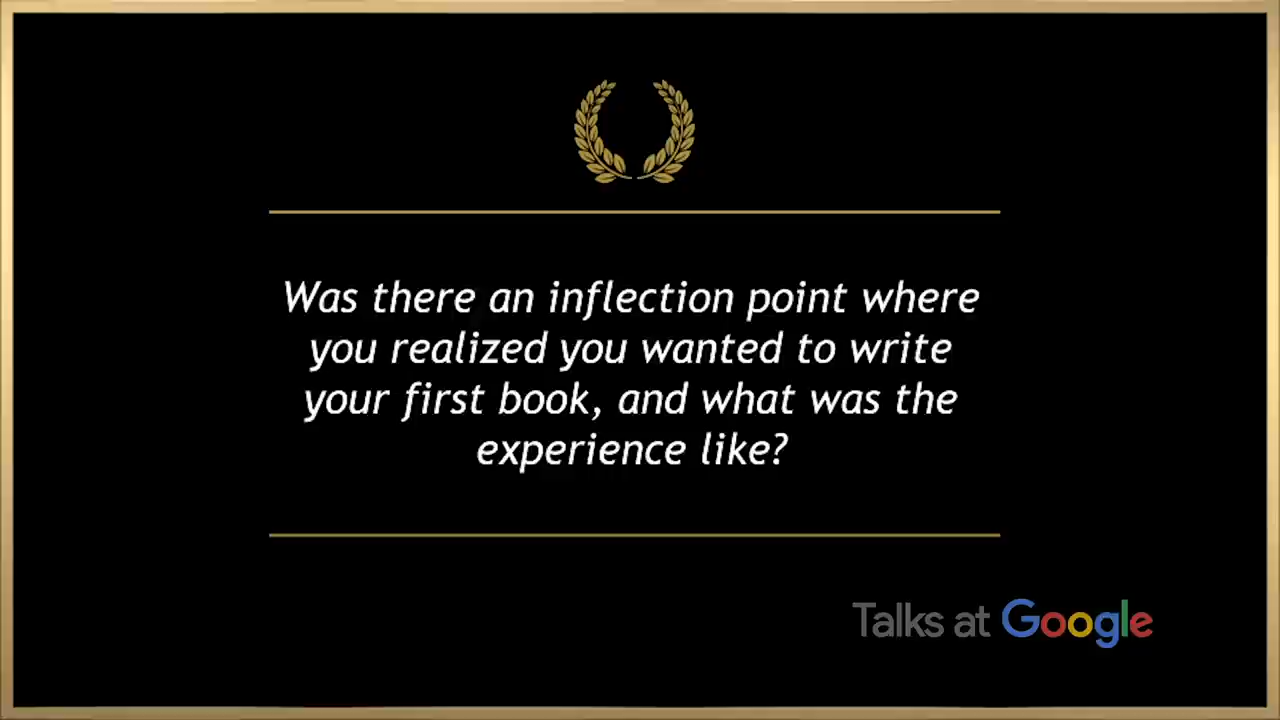 Was there an inflection point where
you realized you wanted to write
your first book, and what was the
experience like?
Talks at Google